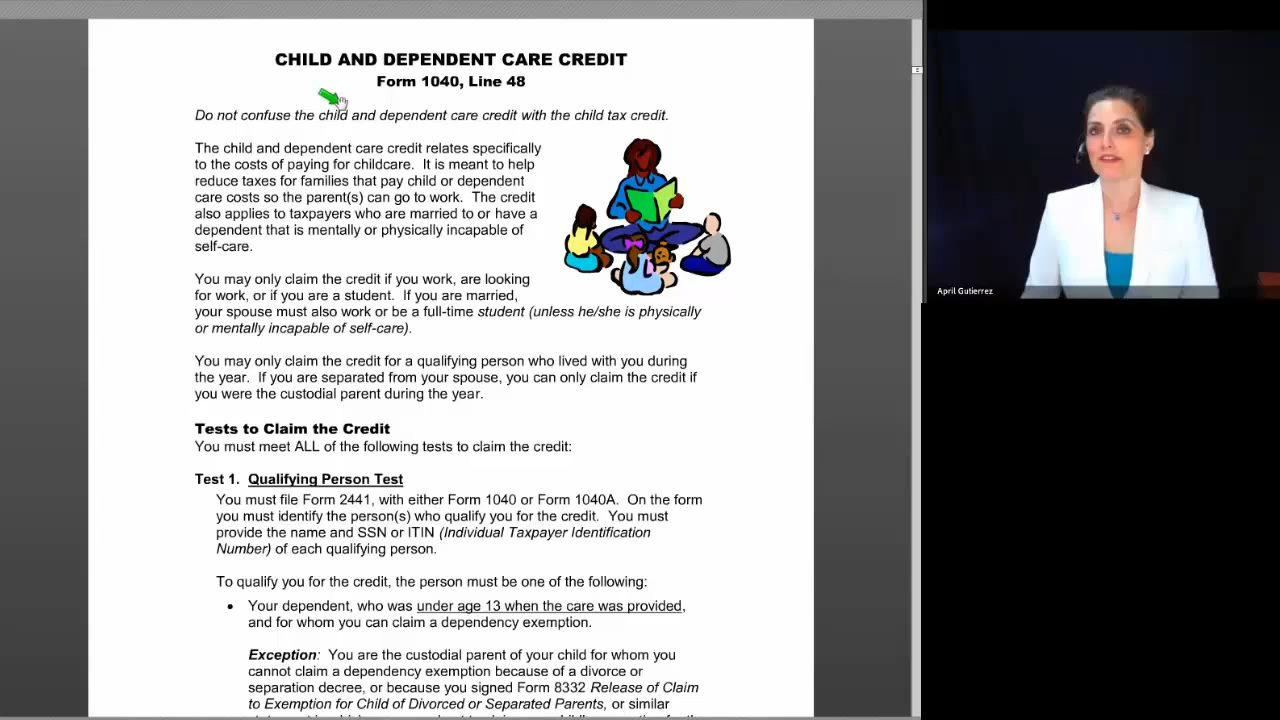 CHILD AND DEPENDENT CARE CREDIT
Form 1040, Line 48
Do not confuse the child and dependent care credit with the child tax credit.
The child and dependent care credit relates specifically
to the costs of paying for childcare. It is meant to help
reduce taxes for families that pay child or dependent
care costs so the parent(s) can go to work. The credit
also applies to taxpayers who are married to or have a
dependent that is mentally or physically incapable of
self-care.
You may only claim the credit if you work, are looking
for work, or if you are a student. If you are married,
your spouse must also work or be a full-time student (unless he/she is physically
or mentally incapable of self-care).
You may only claim the credit for a qualifying person who lived with you during
the year. If you are separated from your spouse, you can only claim the credit if
you were the custodial parent during the year.
Tests to Claim the Credit
You must meet ALL of the following tests to claim the credit:
Test 1. Qualifying Person Test
You must file Form 2441, with either Form 1040 or Form 1040A. On the form
you must identify the person(s) who qualify you for the credit. You must
provide the name and SSN or ITIN (Individual Taxpayer Identification
Number) of each qualifying person.
To qualify you for the credit, the person must be one of the following:
• Your dependent, who was under age 13 when the care was provided,
and for whom you can claim a dependency exemption.
Exception: You are the custodial parent of your child for whom you
cannot claim a dependency exemption because of a divorce or
separation decree, or because you signed Form 8332 Release of Claim
to Exemption for Child of Divorced or Separated Parents, or similar
April Gutierrez